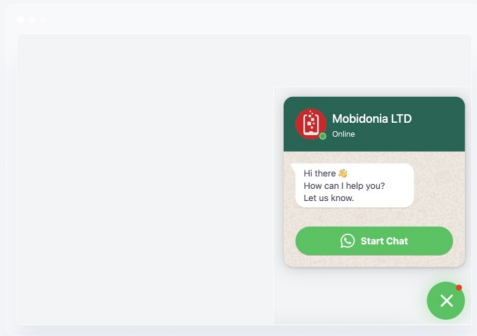 Mobidonia LTD
Online
Hi there 👋
How can I help you?
Let us know.
Start Chat